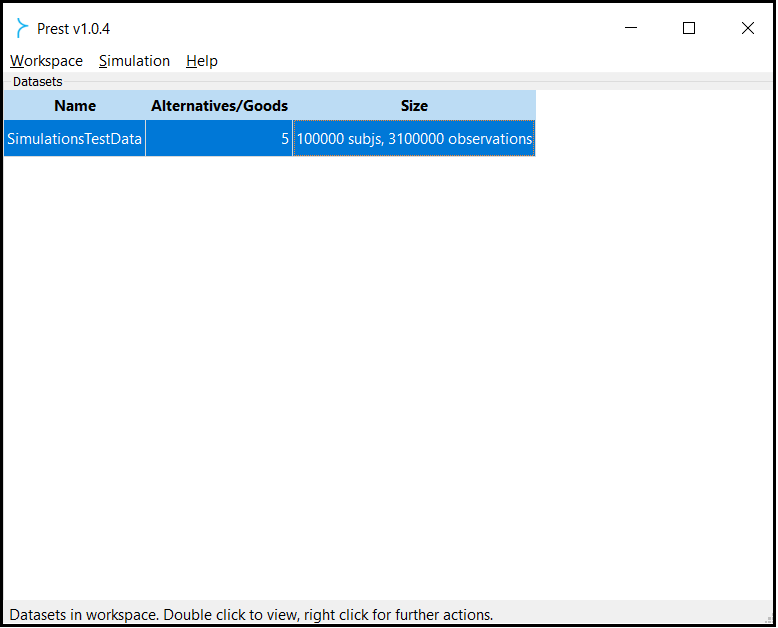 Prest v1.0.4
Workspace Simulation Help
Datasets
Name Alternatives/Goods Size
SimulationsTestData 5 100000 subjs, 3100000 observations
Datasets in workspace. Double click to view, right click for further actions.